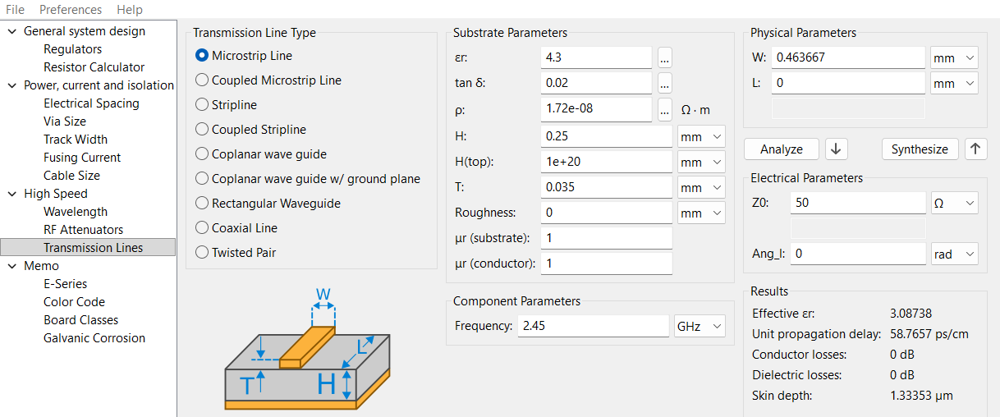 File Preferences Help
General system design
Regulators
Resistor Calculator
Power, current and isolation
Electrical Spacing
Via Size
Track Width
Fusing Current
Cable Size
High Speed
Wavelength
RF Attenuators
Transmission Lines
Memo
E-Series
Color Code
Board Classes
Galvanic Corrosion
Transmission Line Type
Microstrip Line
Coupled Microstrip Line
Stripline
Coupled Stripline
Coplanar wave guide
Coplanar wave guide w/ ground plane
Rectangular Waveguide
Coaxial Line
Twisted Pair
W
L
T
H
Substrate Parameters
εr: 4.3 ...
tan δ: 0.02 ...
ρ: 1.72e-08 ... Ω · m
H: 0.25 mm
H(top): 1e+20 mm
T: 0.035 mm
Roughness: 0 mm
μr (substrate): 1
μr (conductor): 1
Component Parameters
Frequency: 2.45 GHz
Physical Parameters
W: 0.463667 mm
L: 0 mm
Analyze Synthesize
Electrical Parameters
Z0: 50 Ω
Ang_l: 0 rad
Results
Effective εr: 3.08738
Unit propagation delay: 58.7657 ps/cm
Conductor losses: 0 dB
Dielectric losses: 0 dB
Skin depth: 1.33353 μm